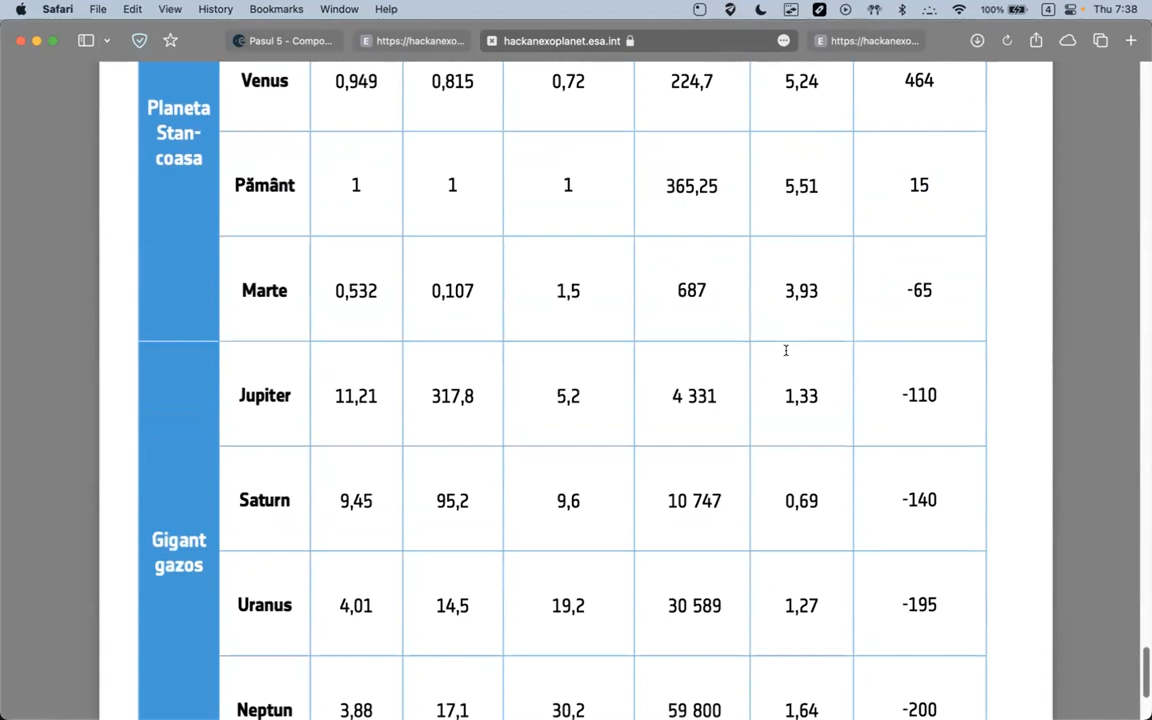 Safari File Edit View History Bookmarks Window Help 100% 4 Thu 7:38
Pasul 5 - Compo... https://hackanexo... hackanexoplanet.esa.int https://hackanexo...
Planeta
Stan-
coasa
Venus 0,949 0,815 0,72 224,7 5,24 464
Pământ 1 1 1 365,25 5,51 15
Marte 0,532 0,107 1,5 687 3,93 -65
Gigant
gazos
Jupiter 11,21 317,8 5,2 4 331 1,33 -110
Saturn 9,45 95,2 9,6 10 747 0,69 -140
Uranus 4,01 14,5 19,2 30 589 1,27 -195
Neptun 3,88 17,1 30,2 59 800 1,64 -200